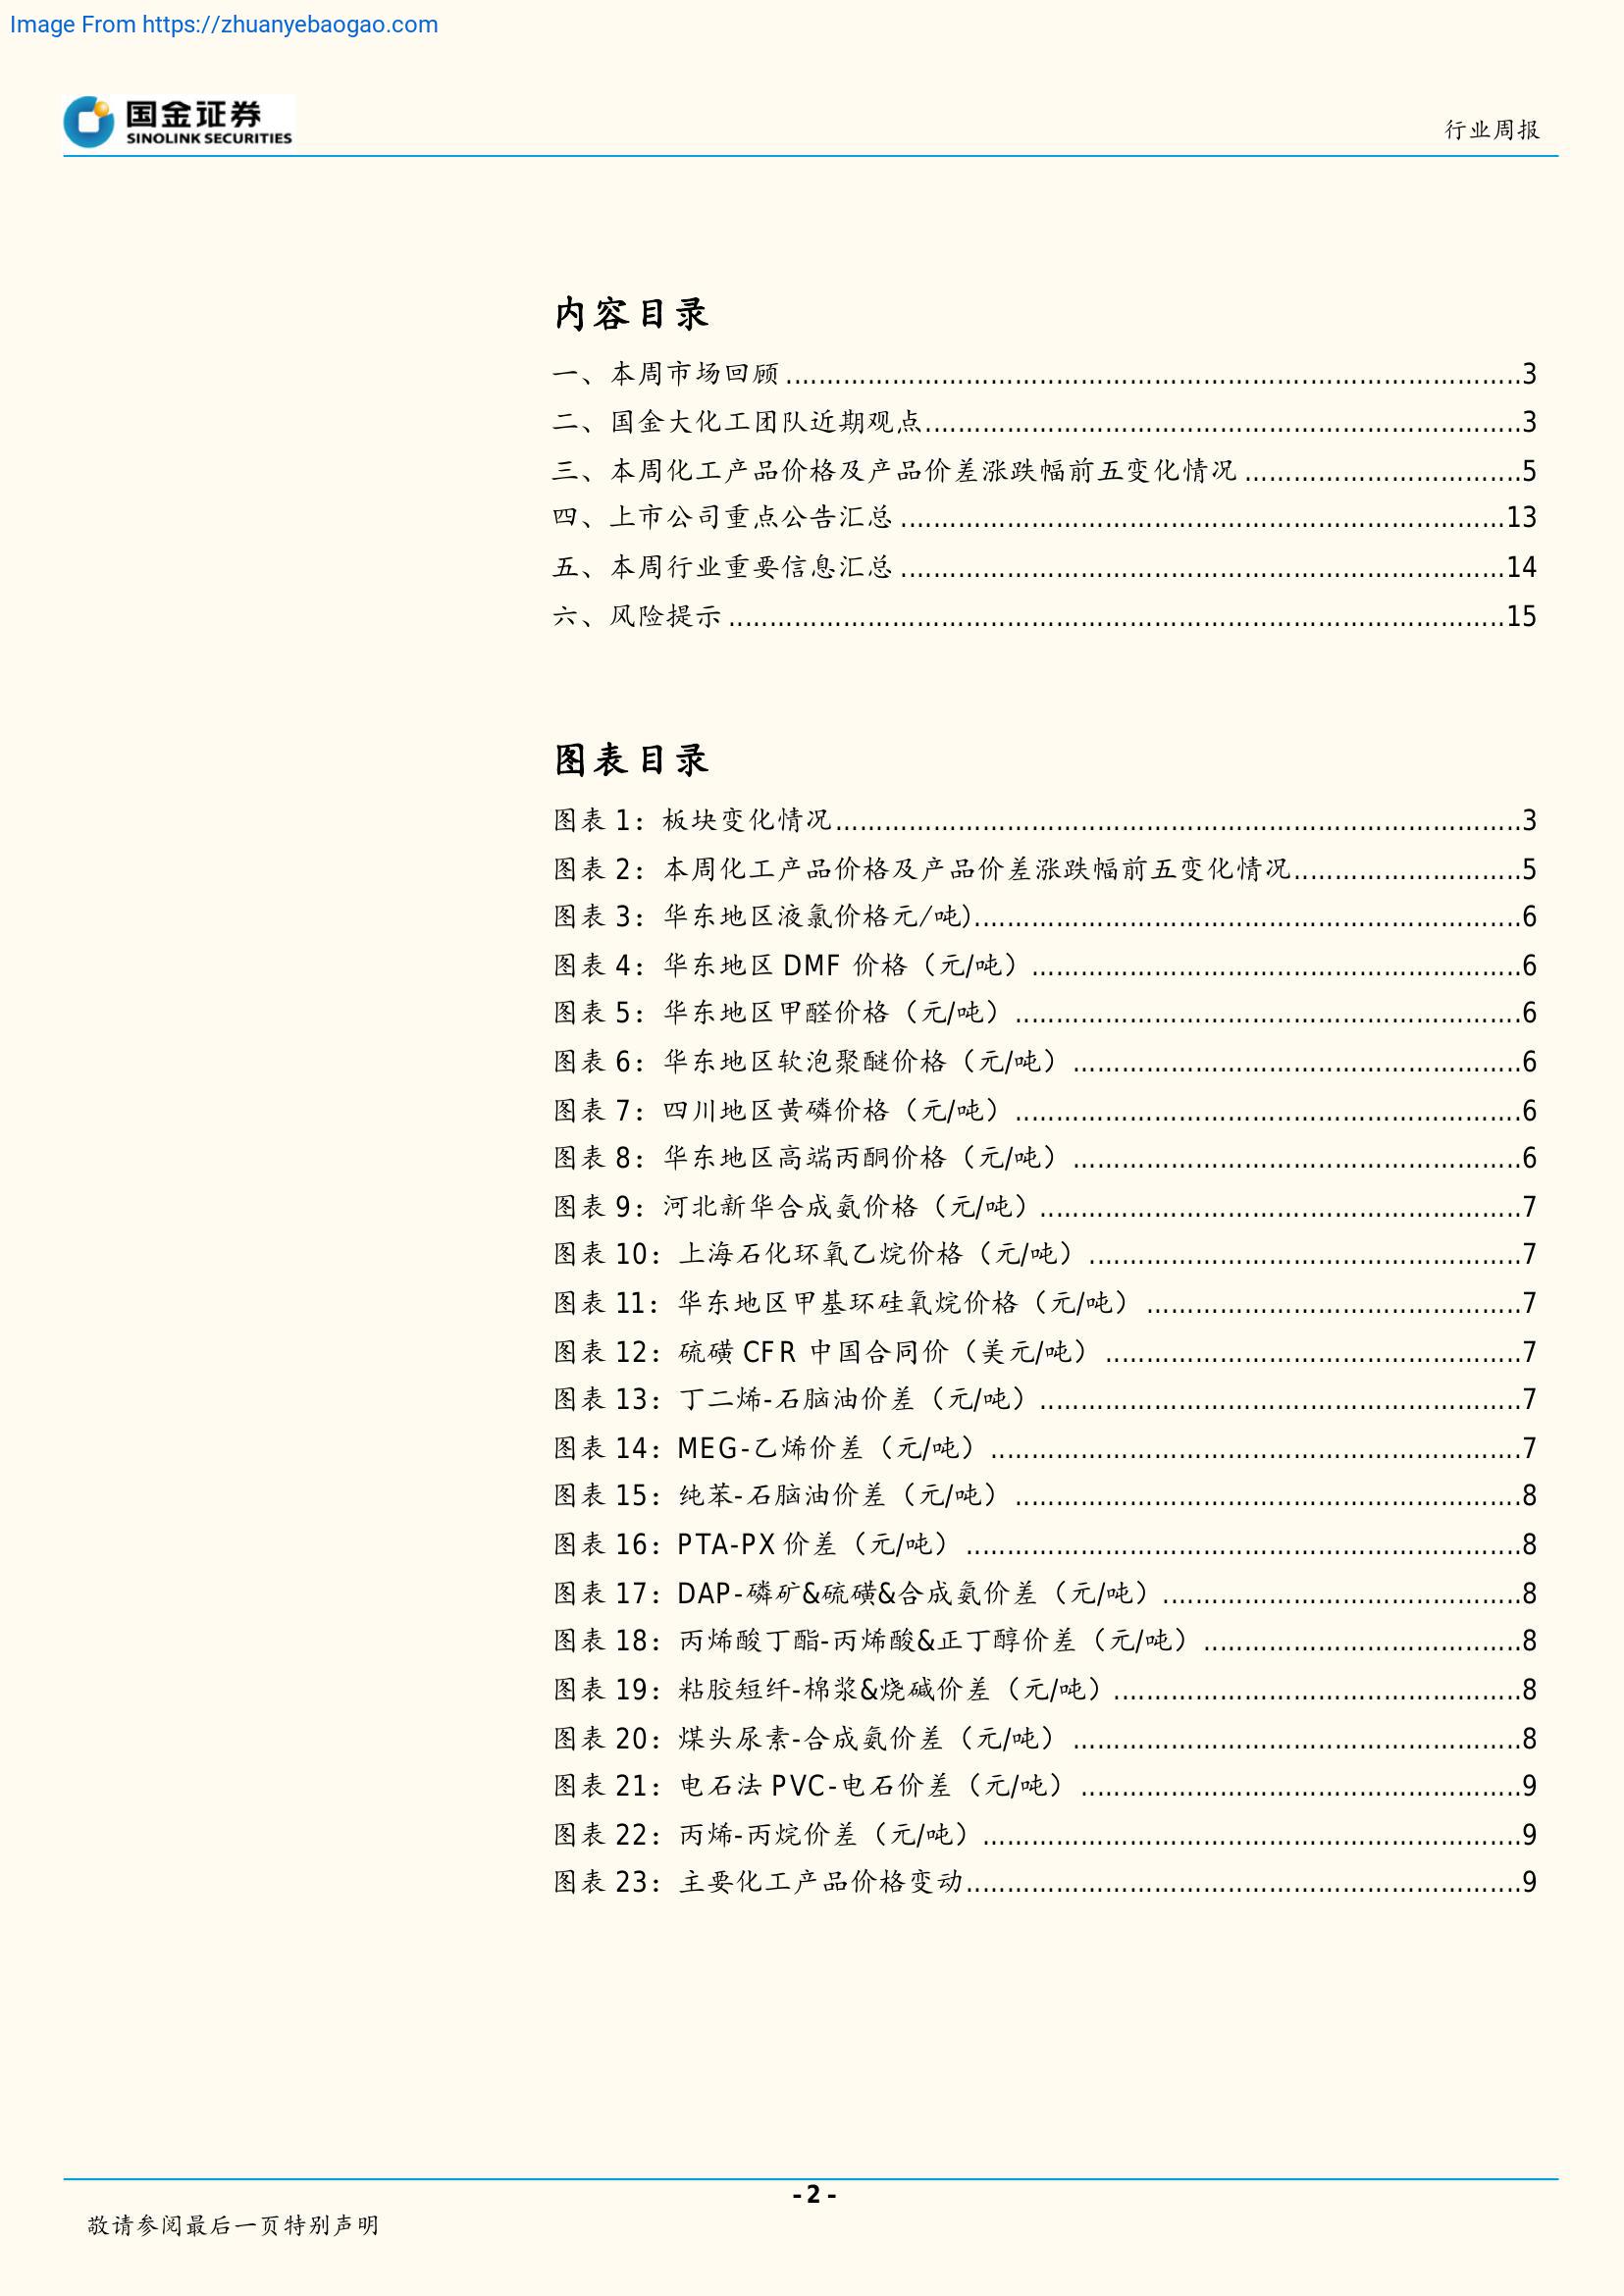 Image From https://zhuanyebaogao.com
国金证券
SINOLINK SECURITIES
行业周报
内容目录
一、本周市场回顾.....3
二、国金大化工团队近期观点.....3
三、本周化工产品价格及产品价差涨跌幅前五变化情况.....5
四、上市公司重点公告汇总.....13
五、本周行业重要信息汇总.....14
六、风险提示.....15
图表目录
图表 1：板块变化情况.....3
图表 2：本周化工产品价格及产品价差涨跌幅前五变化情况.....5
图表 3：华东地区液氯价格元/吨).....6
图表 4：华东地区 DMF 价格（元/吨）.....6
图表 5：华东地区甲醛价格（元/吨）.....6
图表 6：华东地区软泡聚醚价格（元/吨）.....6
图表 7：四川地区黄磷价格（元/吨）.....6
图表 8：华东地区高端丙酮价格（元/吨）.....6
图表 9：河北新华合成氨价格（元/吨）.....7
图表 10：上海石化环氧乙烷价格（元/吨）.....7
图表 11：华东地区甲基环硅氧烷价格（元/吨）.....7
图表 12：硫磺 CFR 中国合同价（美元/吨）.....7
图表 13：丁二烯-石脑油价差（元/吨）.....7
图表 14：MEG-乙烯价差（元/吨）.....7
图表 15：纯苯-石脑油价差（元/吨）.....8
图表 16：PTA-PX 价差（元/吨）.....8
图表 17：DAP-磷矿&硫磺&合成氨价差（元/吨）.....8
图表 18：丙烯酸丁酯-丙烯酸&正丁醇价差（元/吨）.....8
图表 19：粘胶短纤-棉浆&烧碱价差（元/吨）.....8
图表 20：煤头尿素-合成氨价差（元/吨）.....8
图表 21：电石法 PVC-电石价差（元/吨）.....9
图表 22：丙烯-丙烷价差（元/吨）.....9
图表 23：主要化工产品价格变动.....9
- 2 -
敬请参阅最后一页特别声明